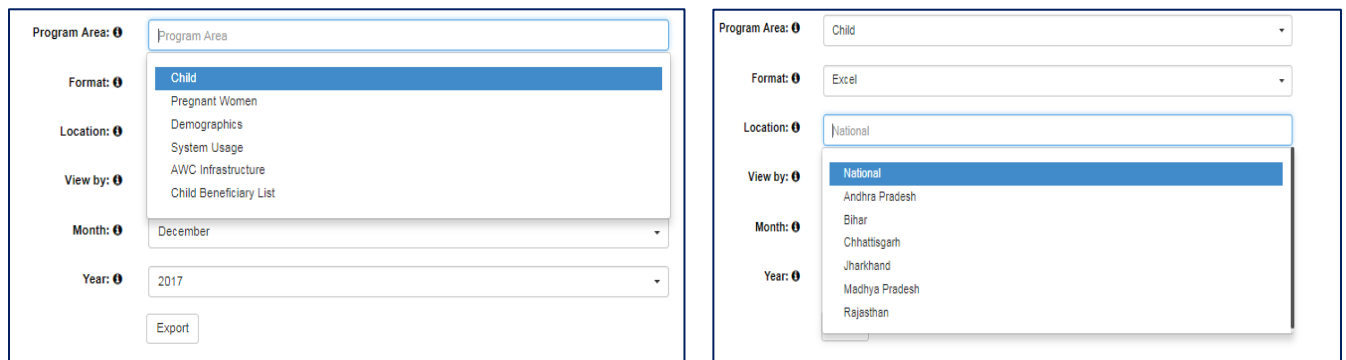 Program Area:
Program Area
Child
Pregnant Women
Demographics
System Usage
AWC Infrastructure
Child Beneficiary List
Format:
Location:
View by:
Month:
December
Year:
2017
Export
Program Area:
Child
Format:
Excel
Location:
National
National
Andhra Pradesh
Bihar
Chhattisgarh
Jharkhand
Madhya Pradesh
Rajasthan
View by:
Month:
Year: